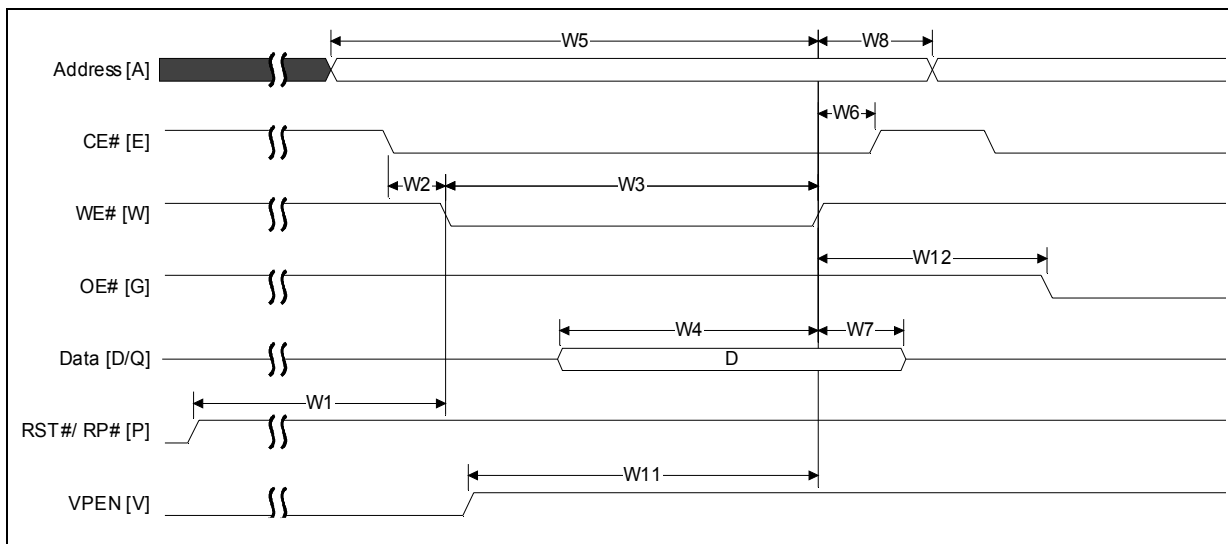 W5
W8
Address [A]
W6
CE# [E]
W2
W3
WE# [W]
W12
OE# [G]
W4
W7
Data [D/Q]
D
W1
RST#/ RP# [P]
W11
VPEN [V]